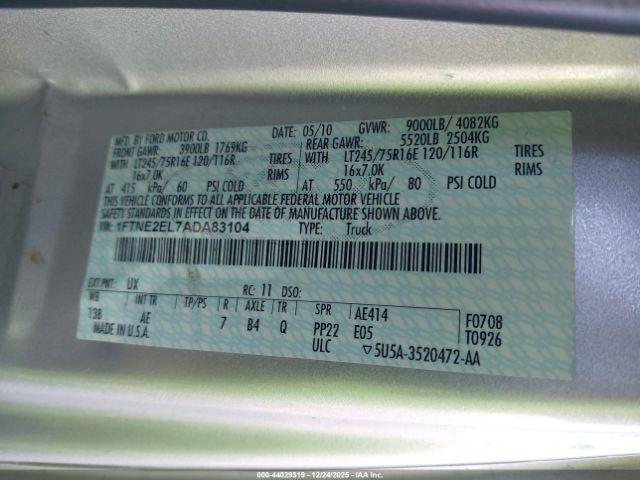 MFD. BY FORD MOTOR CO. DATE: 05/10 GVWR: 9000LB/ 4082KG
FRONT GAWR: 3900LB 1769KG REAR GAWR: 5520LB 2504KG
WITH LT245/75R16E 120/116R TIRES WITH LT245/75R16E 120/116R TIRES
16x7.0K RIMS 16x7.0K RIMS
AT 415 kPa/ 60 PSI COLD AT 550 kPa/ 80 PSI COLD
THIS VEHICLE CONFORMS TO ALL APPLICABLE FEDERAL MOTOR VEHICLE
SAFETY STANDARDS IN EFFECT ON THE DATE OF MANUFACTURE SHOWN ABOVE.
VIN: 1FTNE2EL7ADA83104 TYPE: Truck
EXT PNT: UX RC: 11 DSO:
WB INT TR TP/PS R AXLE TR SPR AE414 F0708
138 AE 7 B4 Q PP22 E05 T0926
MADE IN U.S.A. ULC ▽5U5A-3520472-AA
000-44029319 - 12/24/2025 - IAA Inc.